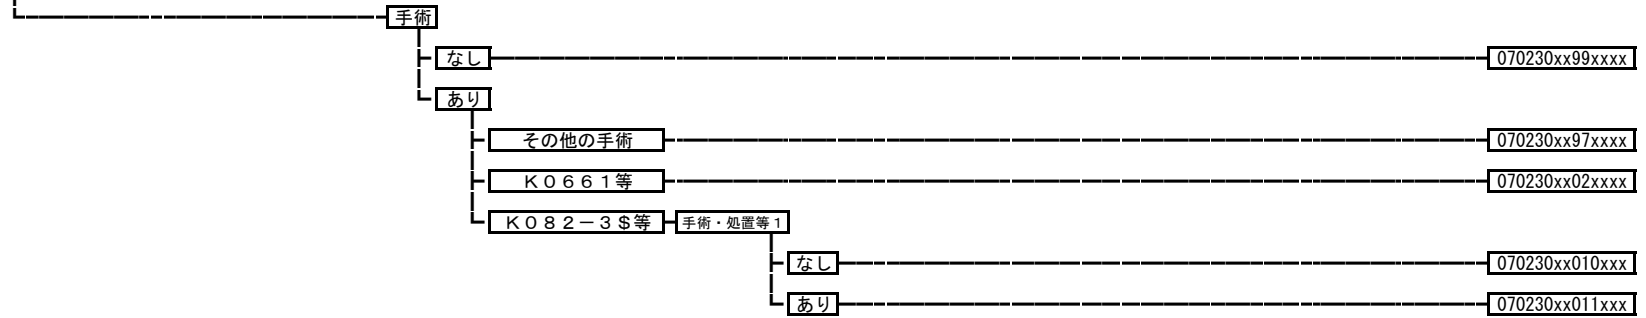 手術
なし 070230xx99xxxx
あり
その他の手術 070230xx97xxxx
Ｋ０６６１等 070230xx02xxxx
Ｋ０８２－３＄等 手術・処置等１
なし 070230xx010xxx
あり 070230xx011xxx